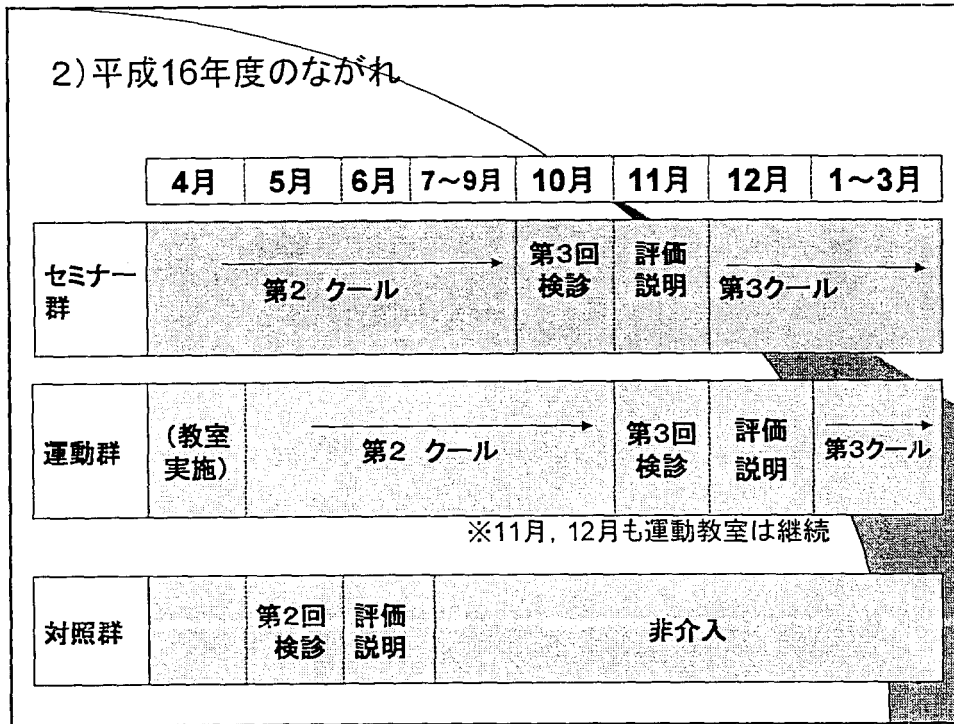 2)平成16年度のながれ
4月 5月 6月 7～9月 10月 11月 12月 1～3月
セミナー群
第2 クール
第3回
検診
評価
説明
第3クール
運動群
(教室
実施)
第2 クール
第3回
検診
評価
説明
第3クール
※11月, 12月も運動教室は継続
対照群
第2回
検診
評価
説明
非介入